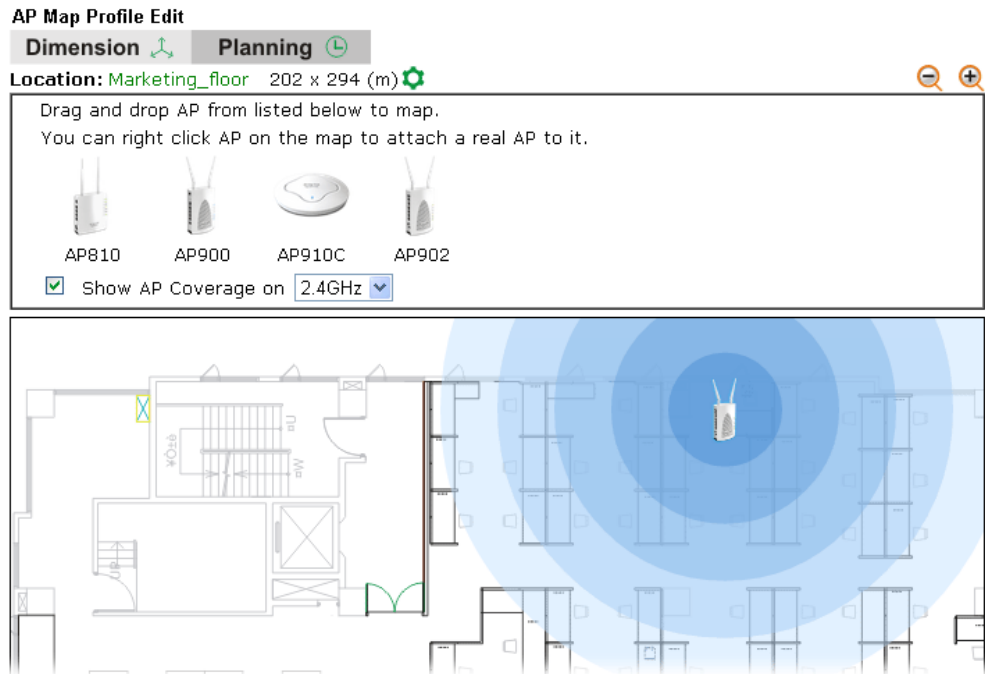 AP Map Profile Edit
Dimension Planning
Location: Marketing_floor 202 x 294 (m)
Drag and drop AP from listed below to map.
You can right click AP on the map to attach a real AP to it.
AP810 AP900 AP910C AP902
Show AP Coverage on 2.4GHz
¤U
¤W
UP